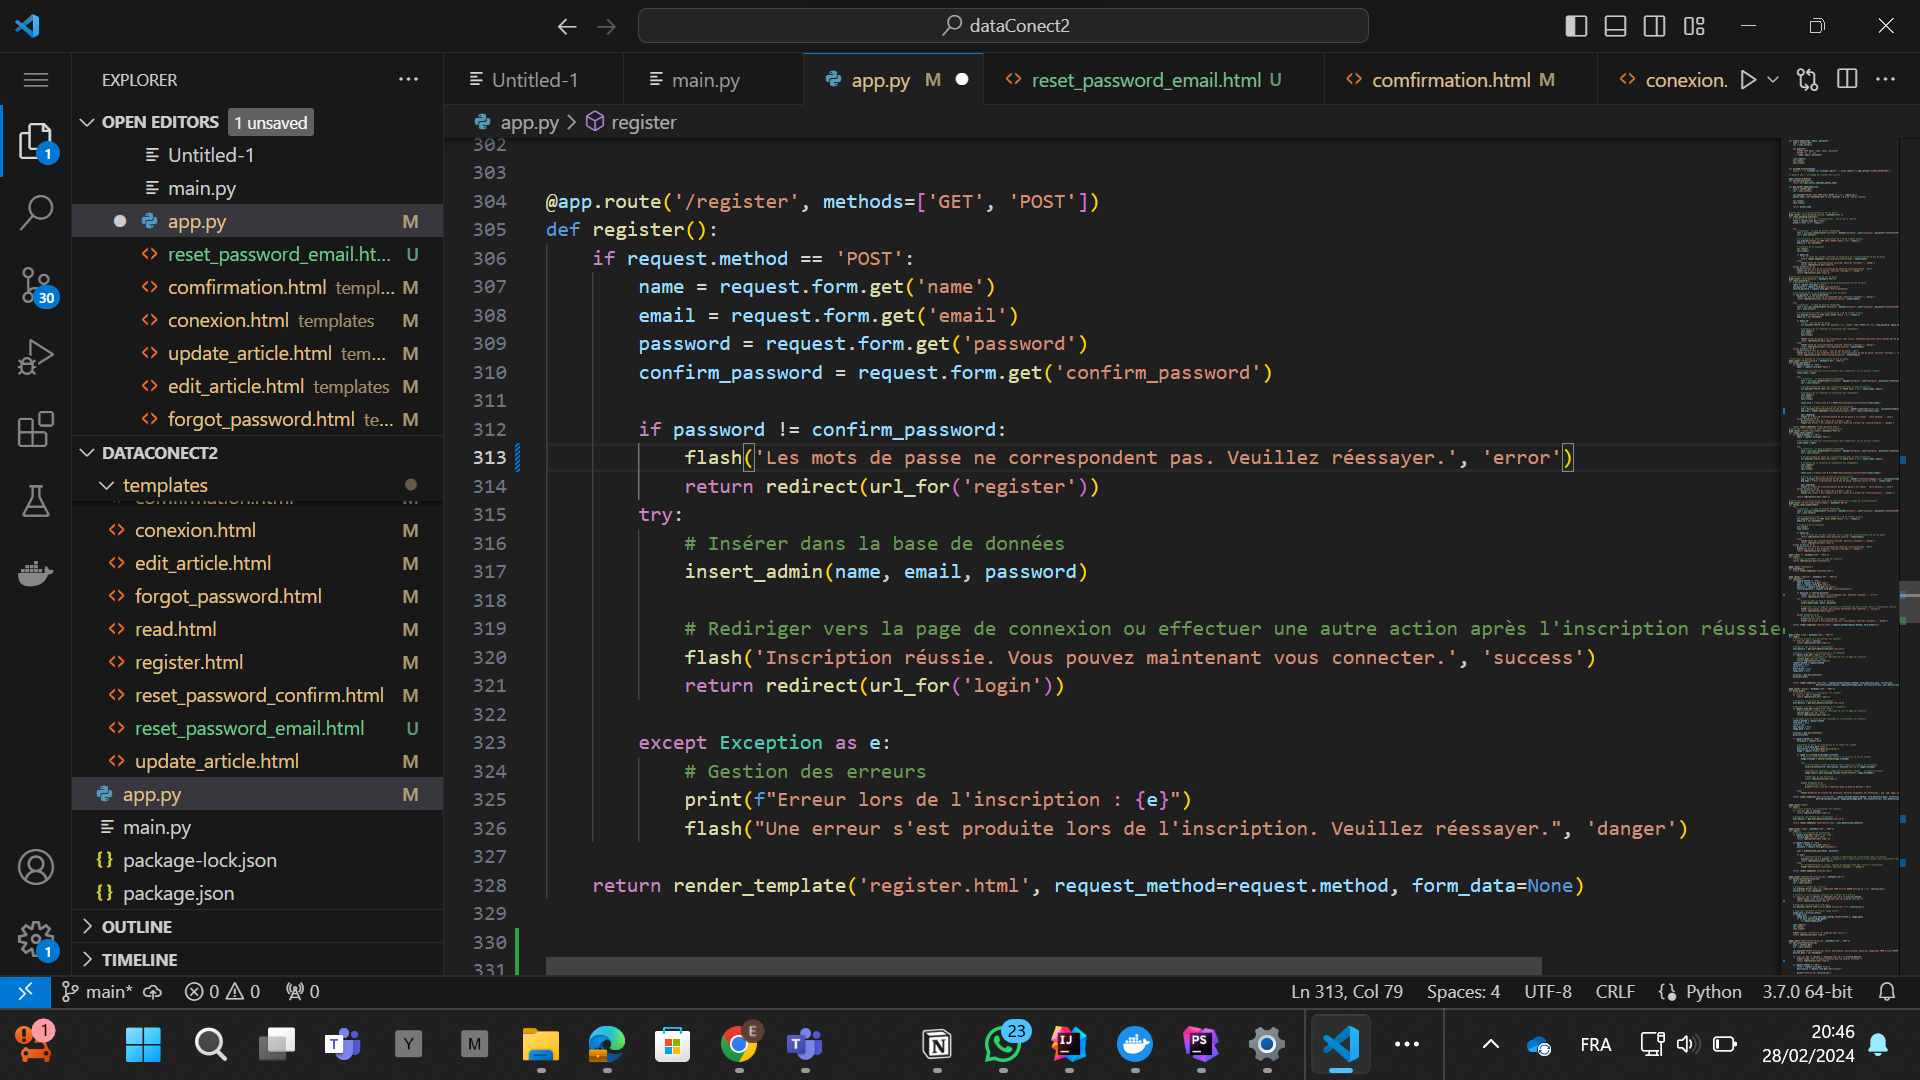 dataConect2
EXPLORER
Untitled-1
main.py
app.py M
reset_password_email.html U
comfirmation.html M
conexion.
OPEN EDITORS 1 unsaved
Untitled-1
main.py
app.py M
reset_password_email.ht... U
comfirmation.html templ... M
conexion.html templates M
update_article.html tem... M
edit_article.html templates M
forgot_password.html te... M
DATACONECT2
templates
conexion.html M
edit_article.html M
forgot_password.html M
read.html M
register.html M
reset_password_confirm.html M
reset_password_email.html U
update_article.html M
app.py M
main.py
package-lock.json
package.json
OUTLINE
TIMELINE
1
30
1
app.py > register
302
303
304 @app.route('/register', methods=['GET', 'POST'])
305 def register():
306 if request.method == 'POST':
307 name = request.form.get('name')
308 email = request.form.get('email')
309 password = request.form.get('password')
310 confirm_password = request.form.get('confirm_password')
311
312 if password != confirm_password:
313 flash('Les mots de passe ne correspondent pas. Veuillez réessayer.', 'error')
314 return redirect(url_for('register'))
315 try:
316 # Insérer dans la base de données
317 insert_admin(name, email, password)
318
319 # Rediriger vers la page de connexion ou effectuer une autre action après l'inscription réussie
320 flash('Inscription réussie. Vous pouvez maintenant vous connecter.', 'success')
321 return redirect(url_for('login'))
322
323 except Exception as e:
324 # Gestion des erreurs
325 print(f"Erreur lors de l'inscription : {e}")
326 flash("Une erreur s'est produite lors de l'inscription. Veuillez réessayer.", 'danger')
327
328 return render_template('register.html', request_method=request.method, form_data=None)
329
330
331
main* 0 0 0
Ln 313, Col 79 Spaces: 4 UTF-8 CRLF Python 3.7.0 64-bit
1
T
Y
M
E
T
23
IJ
PS
FRA
20:46
28/02/2024